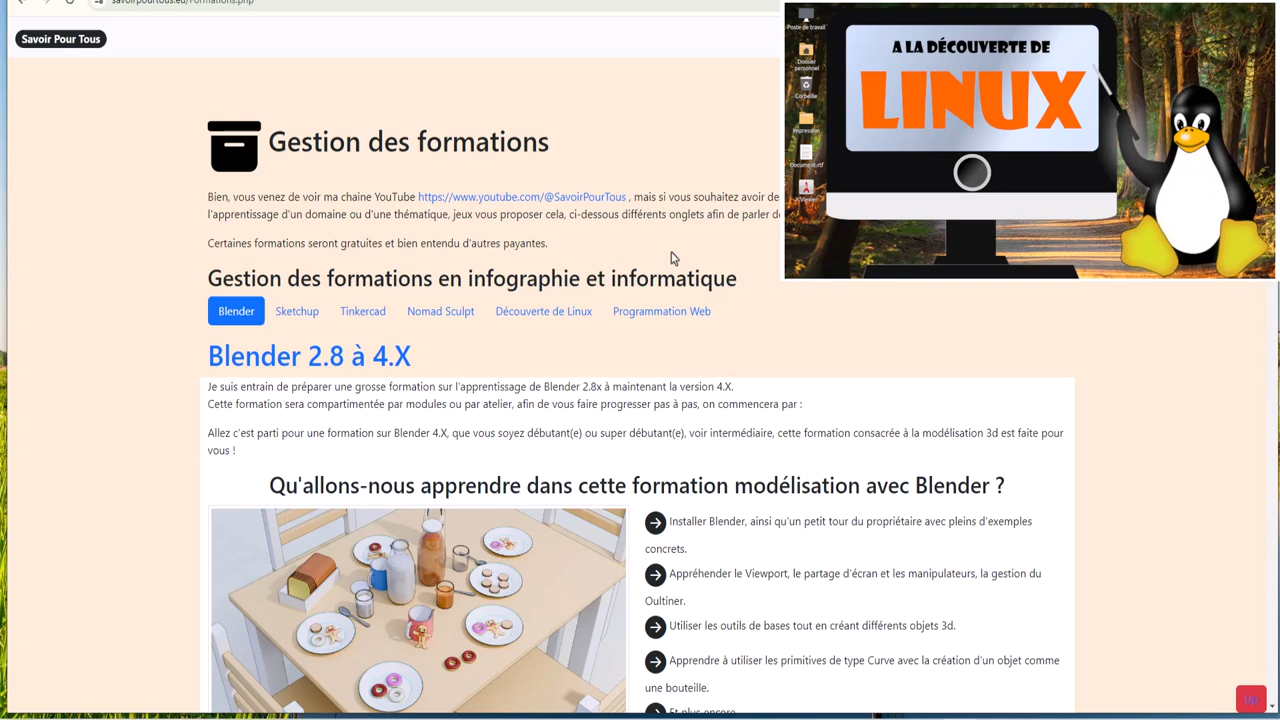 savoirpourtous.eu/Formations.php
Savoir Pour Tous
Gestion des formations
Bien, vous venez de voir ma chaine YouTube https://www.youtube.com/@SavoirPourTous , mais si vous souhaitez avoir de
l'apprentissage d'un domaine ou d'une thématique, jeux vous proposer cela, ci-dessous différents onglets afin de parler de
Certaines formations seront gratuites et bien entendu d'autres payantes.
Gestion des formations en infographie et informatique
Blender Sketchup Tinkercad Nomad Sculpt Découverte de Linux Programmation Web
Blender 2.8 à 4.X
Je suis entrain de préparer une grosse formation sur l'apprentissage de Blender 2.8x à maintenant la version 4.X.
Cette formation sera compartimentée par modules ou par atelier, afin de vous faire progresser pas à pas, on commencera par :
Allez c'est parti pour une formation sur Blender 4.X, que vous soyez débutant(e) ou super débutant(e), voir intermédiaire, cette formation consacrée à la modélisation 3d est faite pour
vous !
Qu'allons-nous apprendre dans cette formation modélisation avec Blender ?
Installer Blender, ainsi qu'un petit tour du propriétaire avec pleins d'exemples
concrets.
Appréhender le Viewport, le partage d'écran et les manipulateurs, la gestion du
Oultiner.
Utiliser les outils de bases tout en créant différents objets 3d.
Apprendre à utiliser les primitives de type Curve avec la création d'un objet comme
une bouteille.
Et plus encore
Up
Poste de travail
Dossier
personnel
Corbeille
Impression
Document.rtf
A LA DÉCOUVERTE DE
LINUX